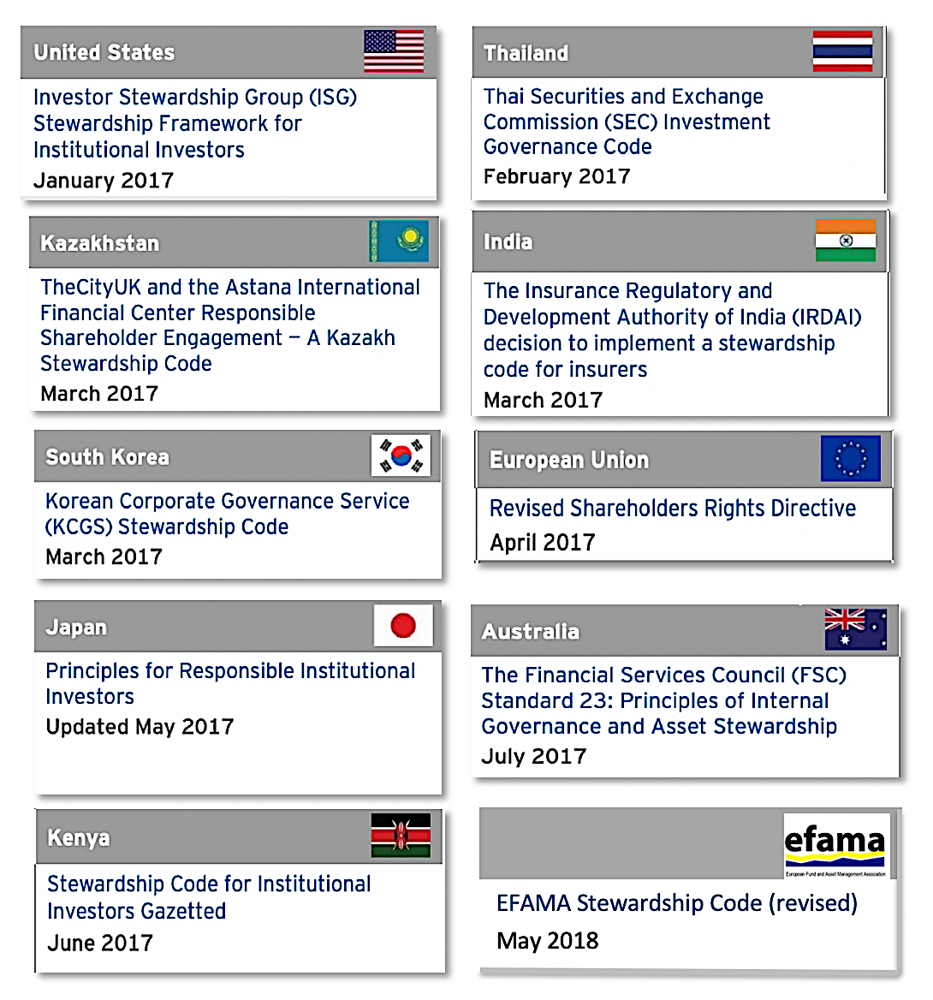 United States
Investor Stewardship Group (ISG)
Stewardship Framework for
Institutional Investors
January 2017
Thailand
Thai Securities and Exchange
Commission (SEC) Investment
Governance Code
February 2017
Kazakhstan
TheCityUK and the Astana International
Financial Center Responsible
Shareholder Engagement – A Kazakh
Stewardship Code
March 2017
India
The Insurance Regulatory and
Development Authority of India (IRDAI)
decision to implement a stewardship
code for insurers
March 2017
South Korea
Korean Corporate Governance Service
(KCGS) Stewardship Code
March 2017
European Union
Revised Shareholders Rights Directive
April 2017
Japan
Principles for Responsible Institutional
Investors
Updated May 2017
Australia
The Financial Services Council (FSC)
Standard 23: Principles of Internal
Governance and Asset Stewardship
July 2017
Kenya
Stewardship Code for Institutional
Investors Gazetted
June 2017
efama
European Fund and Asset Management Association
EFAMA Stewardship Code (revised)
May 2018